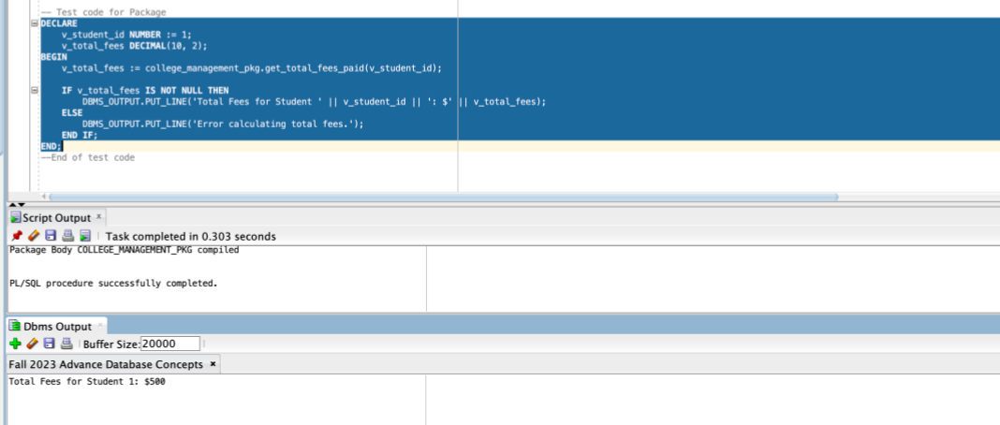 -- Test code for Package
DECLARE
v_student_id NUMBER := 1;
v_total_fees DECIMAL(10, 2);
BEGIN
v_total_fees := college_management_pkg.get_total_fees_paid(v_student_id);
IF v_total_fees IS NOT NULL THEN
DBMS_OUTPUT.PUT_LINE('Total Fees for Student ' || v_student_id || ': $' || v_total_fees);
ELSE
DBMS_OUTPUT.PUT_LINE('Error calculating total fees.');
END IF;
END;
--End of test code
Script Output ×
Task completed in 0.303 seconds
Package Body COLLEGE_MANAGEMENT_PKG compiled
PL/SQL procedure successfully completed.
Dbms Output ×
Buffer Size: 20000
Fall 2023 Advance Database Concepts ×
Total Fees for Student 1: $500